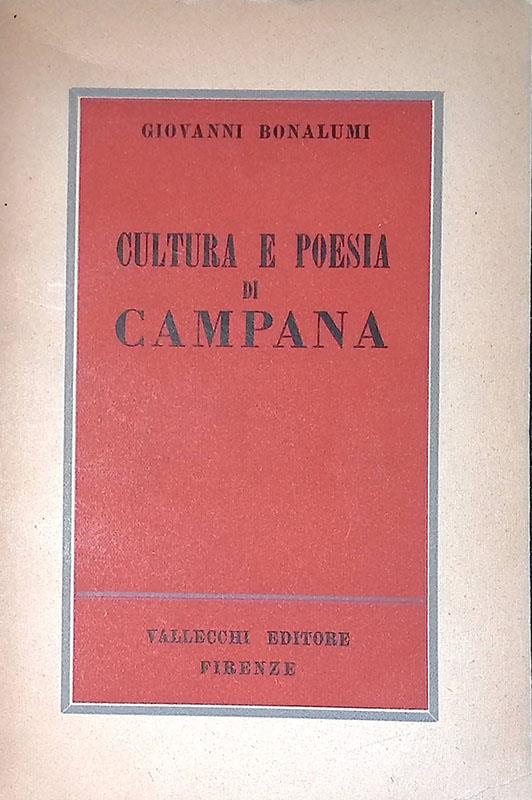 GIOVANNI BONALUMI
CULTURA E POESIA
DI
CAMPANA
VALLECCHI EDITORE
FIRENZE